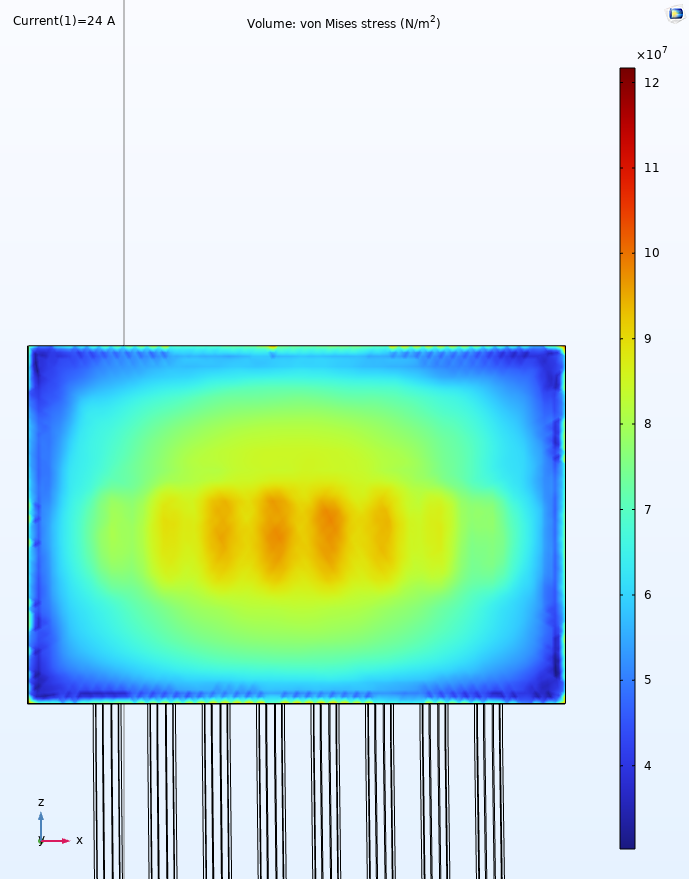 Current(1)=24 A
Volume: von Mises stress (N/m²)
×10⁷
12
11
10
9
8
7
6
5
4
z
y
x